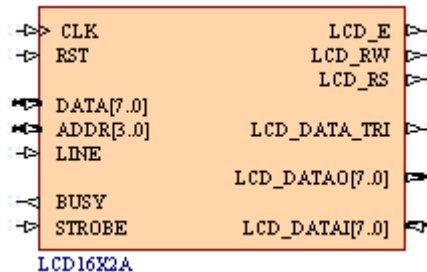 CLK LCD_E
RST LCD_RW
LCD_RS
DATA[7..0]
ADDR[3..0] LCD_DATA_TRI
LINE
LCD_DATAO[7..0]
BUSY
STROBE LCD_DATAI[7..0]
LCD16X2A